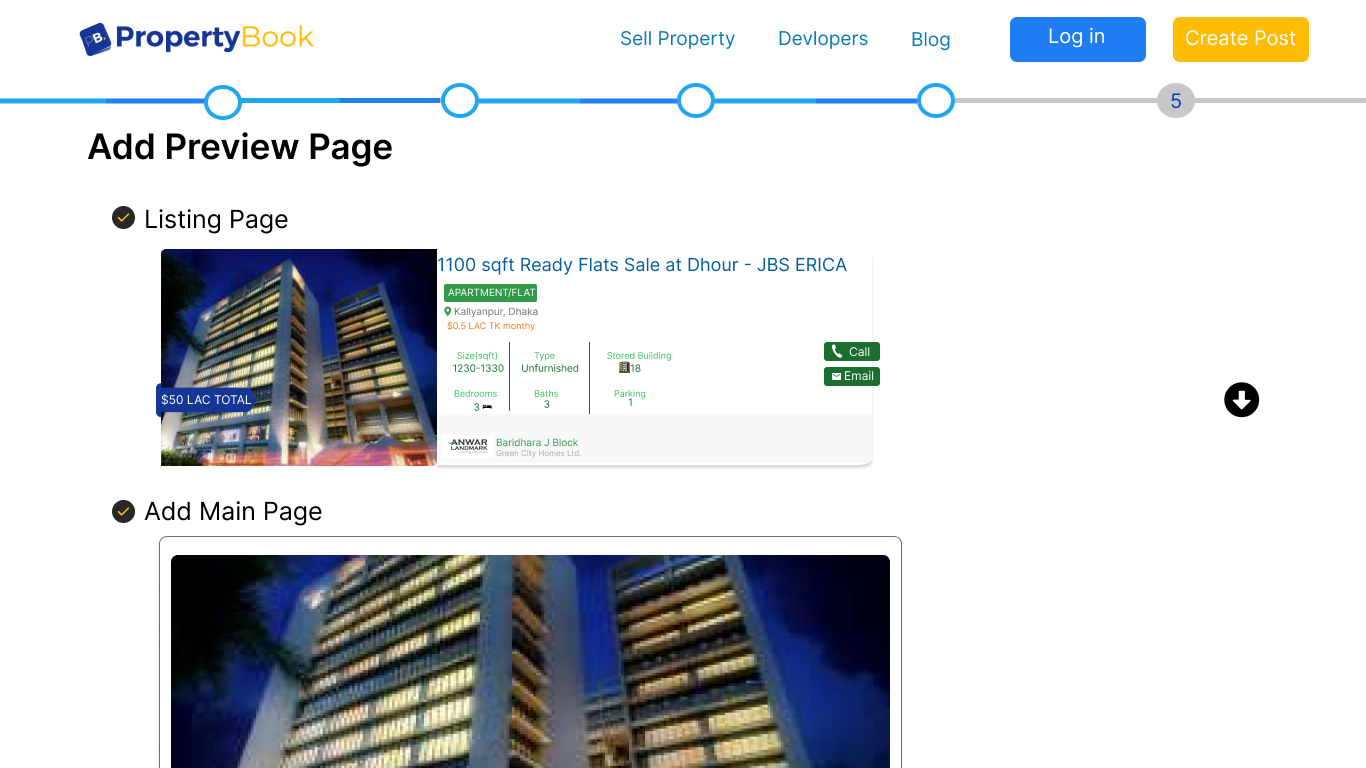 PB. PropertyBook
Sell Property
Devlopers
Blog
Log in
Create Post
5
Add Preview Page
Listing Page
1100 sqft Ready Flats Sale at Dhour - JBS ERICA
APARTMENT/FLAT
Kallyanpur, Dhaka
$0.5 LAC TK monthy
Size(sqft) Type Stored Building
1230-1330 Unfurnished 18
Call
Email
Bedrooms Baths Parking
3 3 1
$50 LAC TOTAL
ANWAR
LANDMARK
Baridhara J Block
Green City Homes Ltd.
Add Main Page